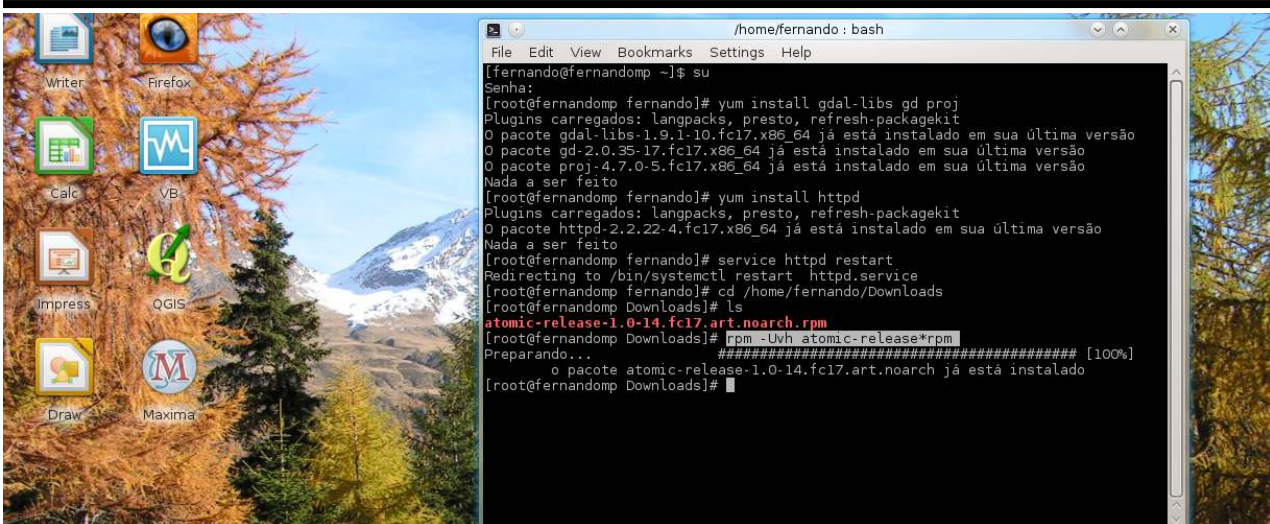 Writer
Firefox
Calc
VB
Impress
QGIS
Draw
Maxima
/home/fernando : bash
File Edit View Bookmarks Settings Help
[fernando@fernandomp ~]$ su
Senha:
[root@fernandomp fernando]# yum install gdal-libs gd proj
Plugins carregados: langpacks, presto, refresh-packagekit
O pacote gdal-libs-1.9.1-10.fc17.x86_64 já está instalado em sua última versão
O pacote gd-2.0.35-17.fc17.x86_64 já está instalado em sua última versão
O pacote proj-4.7.0-5.fc17.x86_64 já está instalado em sua última versão
Nada a ser feito
[root@fernandomp fernando]# yum install httpd
Plugins carregados: langpacks, presto, refresh-packagekit
O pacote httpd-2.2.22-4.fc17.x86_64 já está instalado em sua última versão
Nada a ser feito
[root@fernandomp fernando]# service httpd restart
Redirecting to /bin/systemctl restart  httpd.service
[root@fernandomp fernando]# cd /home/fernando/Downloads
[root@fernandomp Downloads]# ls
atomic-release-1.0-14.fc17.art.noarch.rpm
[root@fernandomp Downloads]# rpm -Uvh atomic-release*rpm
Preparando... ########################################### [100%]
o pacote atomic-release-1.0-14.fc17.art.noarch já está instalado
[root@fernandomp Downloads]#